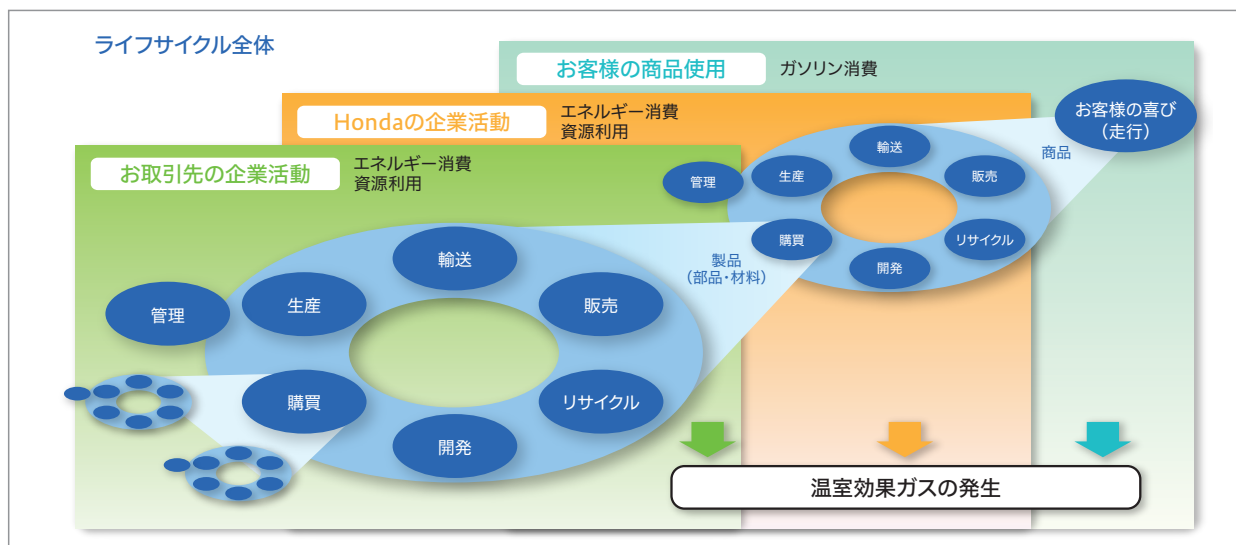 ライフサイクル全体
お客様の商品使用
ガソリン消費
Hondaの企業活動
エネルギー消費
資源利用
お取引先の企業活動
エネルギー消費
資源利用
お客様の喜び
（走行）
商品
輸送
管理
生産
販売
購買
リサイクル
開発
製品
（部品・材料）
輸送
生産
販売
管理
購買
リサイクル
開発
温室効果ガスの発生